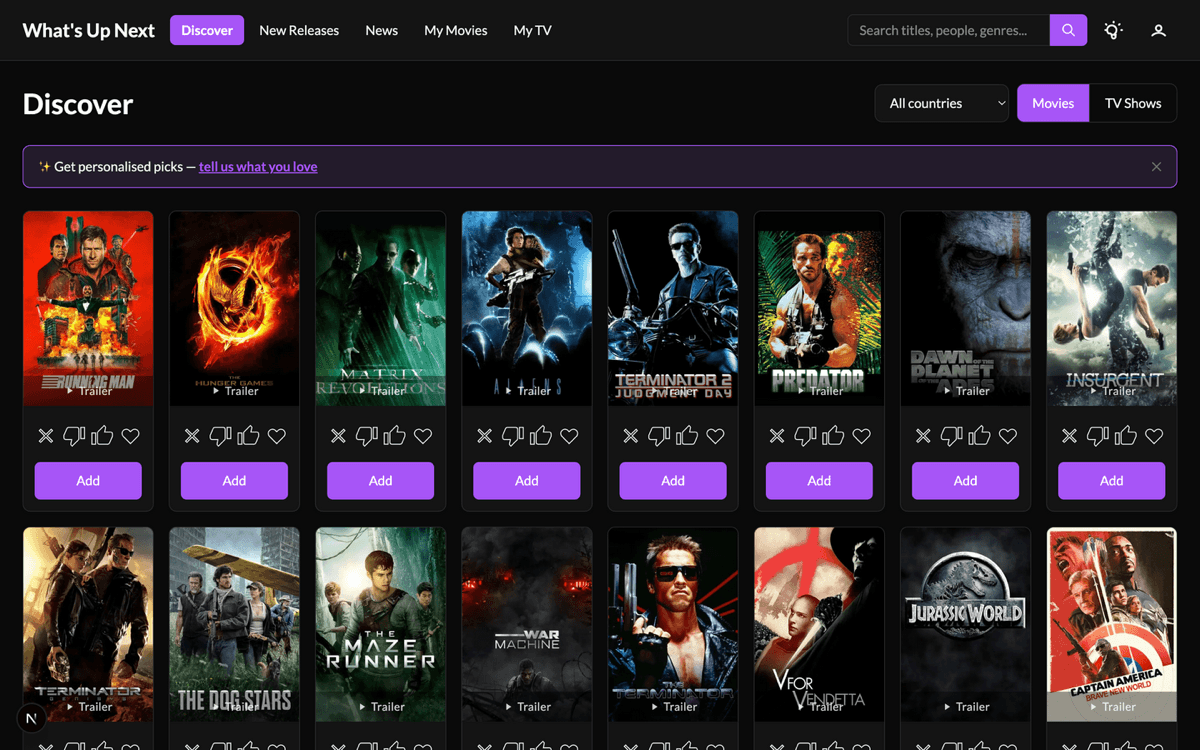 What's Up Next
Discover
New Releases
News
My Movies
My TV
Search titles, people, genres...
Discover
All countries
Movies
TV Shows
✨ Get personalised picks — tell us what you love
THE RUNNING MAN
Trailer
THE
HUNGER GAMES
Trailer
MATRIX
REVOLUTIONS
Trailer
ALIENS
Trailer
TERMINATOR 2
JUDGMENT DAY
Trailer
PREDATOR
Trailer
DAWN OF THE
PLANET
OF THE APES
Trailer
INSURGENT
Trailer
Add
Add
Add
Add
Add
Add
Add
Add
TERMINATOR
GENISYS
Trailer
THE DOG STARS
Trailer
THE
MAZE
RUNNER
Trailer
WAR
MACHINE
Trailer
THE
TERMINATOR
Trailer
V FOR
VENDETTA
Trailer
JURASSIC WORLD
Trailer
CAPTAIN AMERICA
BRAVE NEW WORLD
Trailer
N